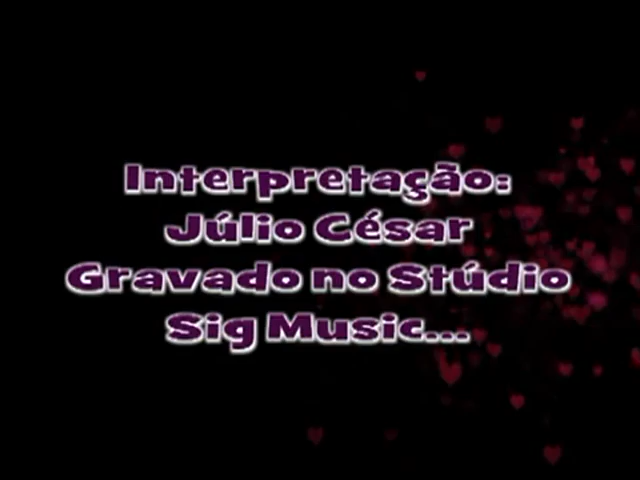 Interpretação:
Júlio César
Gravado no Stúdio
Sig Music...